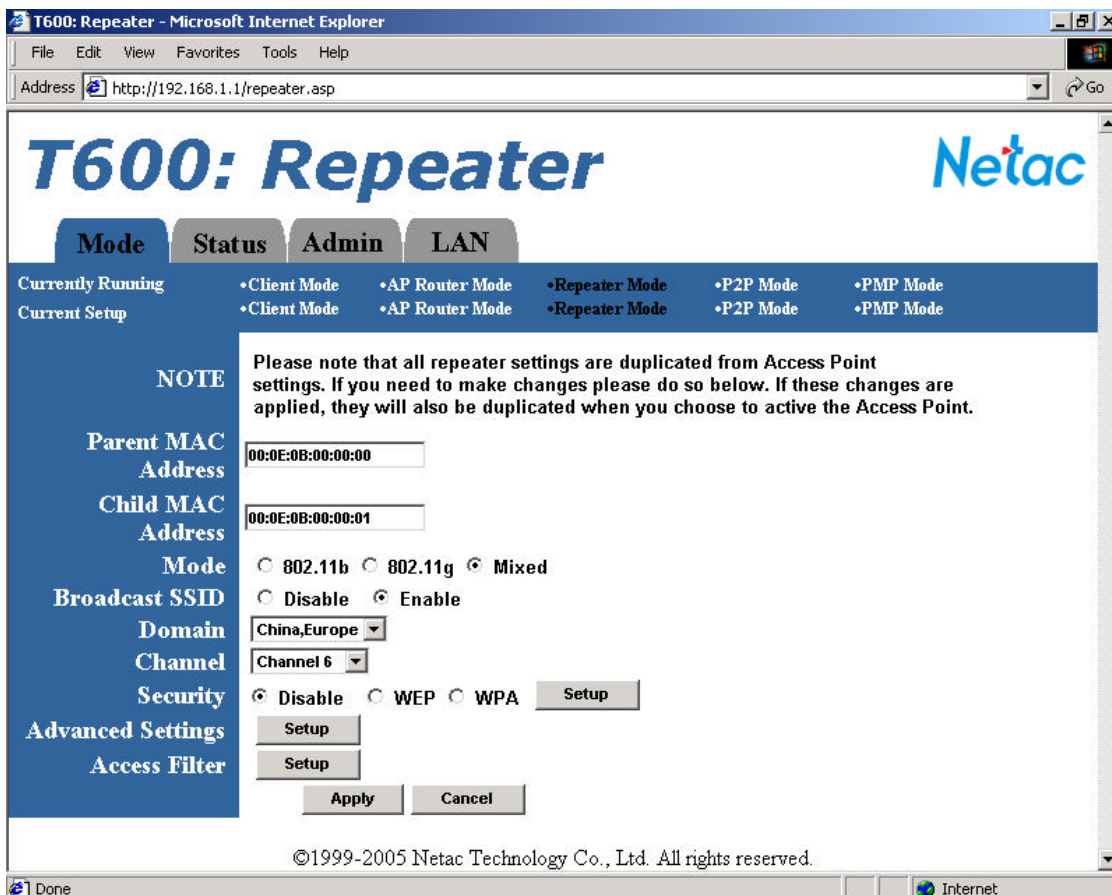 T600: Repeater - Microsoft Internet Explorer
File Edit View Favorites Tools Help
Address http://192.168.1.1/repeater.asp Go
T600: Repeater Netac
Mode Status Admin LAN
Currently Running •Client Mode •AP Router Mode •Repeater Mode •P2P Mode •PMP Mode
Current Setup •Client Mode •AP Router Mode •Repeater Mode •P2P Mode •PMP Mode
NOTE
Please note that all repeater settings are duplicated from Access Point
settings. If you need to make changes please do so below. If these changes are
applied, they will also be duplicated when you choose to active the Access Point.
Parent MAC
Address
00:0E:0B:00:00:00
Child MAC
Address
00:0E:0B:00:00:01
Mode 802.11b 802.11g Mixed
Broadcast SSID Disable Enable
Domain China,Europe
Channel Channel 6
Security Disable WEP WPA Setup
Advanced Settings Setup
Access Filter Setup
Apply Cancel
©1999-2005 Netac Technology Co., Ltd. All rights reserved.
Done Internet